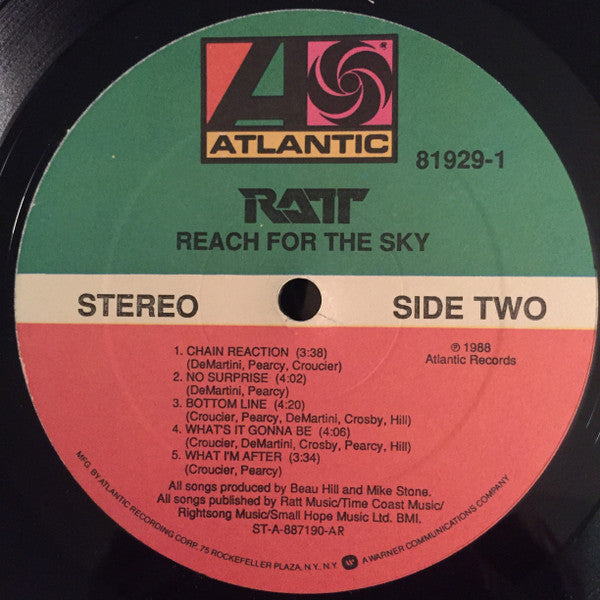 ATLANTIC
81929-1
RATT
REACH FOR THE SKY
STEREO
SIDE TWO
℗ 1988
Atlantic Records
1. CHAIN REACTION (3:38)
(DeMartini, Pearcy, Croucier)
2. NO SURPRISE (4:02)
(DeMartini, Pearcy)
3. BOTTOM LINE (4:20)
(Croucier, Pearcy, DeMartini, Crosby, Hill)
4. WHAT'S IT GONNA BE (4:06)
(Croucier, DeMartini, Crosby, Pearcy, Hill)
5. WHAT I'M AFTER (3:34)
(Croucier, Pearcy)
All songs produced by Beau Hill and Mike Stone.
All songs published by Ratt Music/Time Coast Music/
Rightsong Music/Small Hope Music Ltd. BMI.
ST-A-887190-AR
MFG. BY ATLANTIC RECORDING CORP. 75 ROCKEFELLER PLAZA, N.Y., N.Y. A WARNER COMMUNICATIONS COMPANY